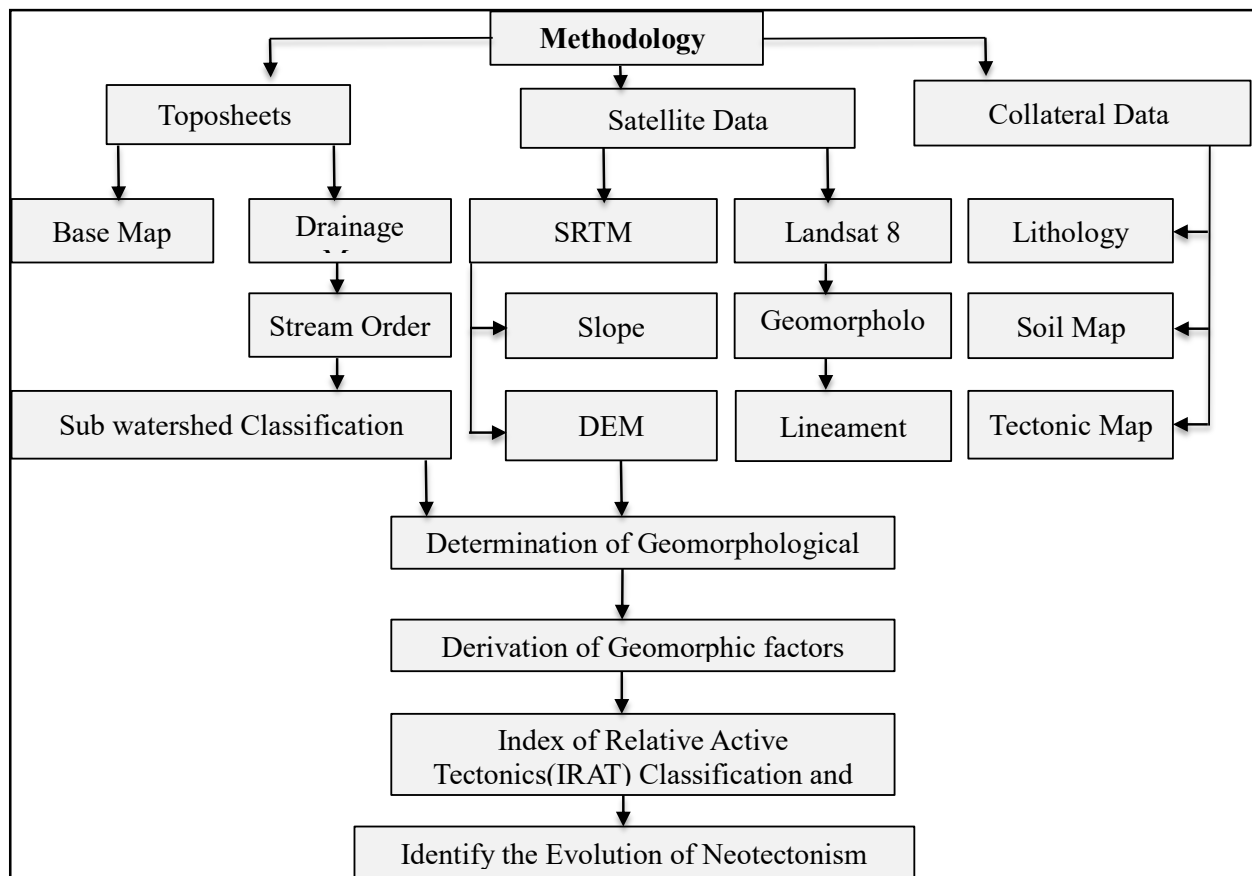 Methodology
Toposheets
Satellite Data
Collateral Data
Base Map
Drainage
SRTM
Landsat 8
Lithology
Stream Order
Slope
Geomorpholo
Soil Map
Sub watershed Classification
DEM
Lineament
Tectonic Map
Determination of Geomorphological
Derivation of Geomorphic factors
Index of Relative Active
Tectonics(IRAT) Classification and
Identify the Evolution of Neotectonism